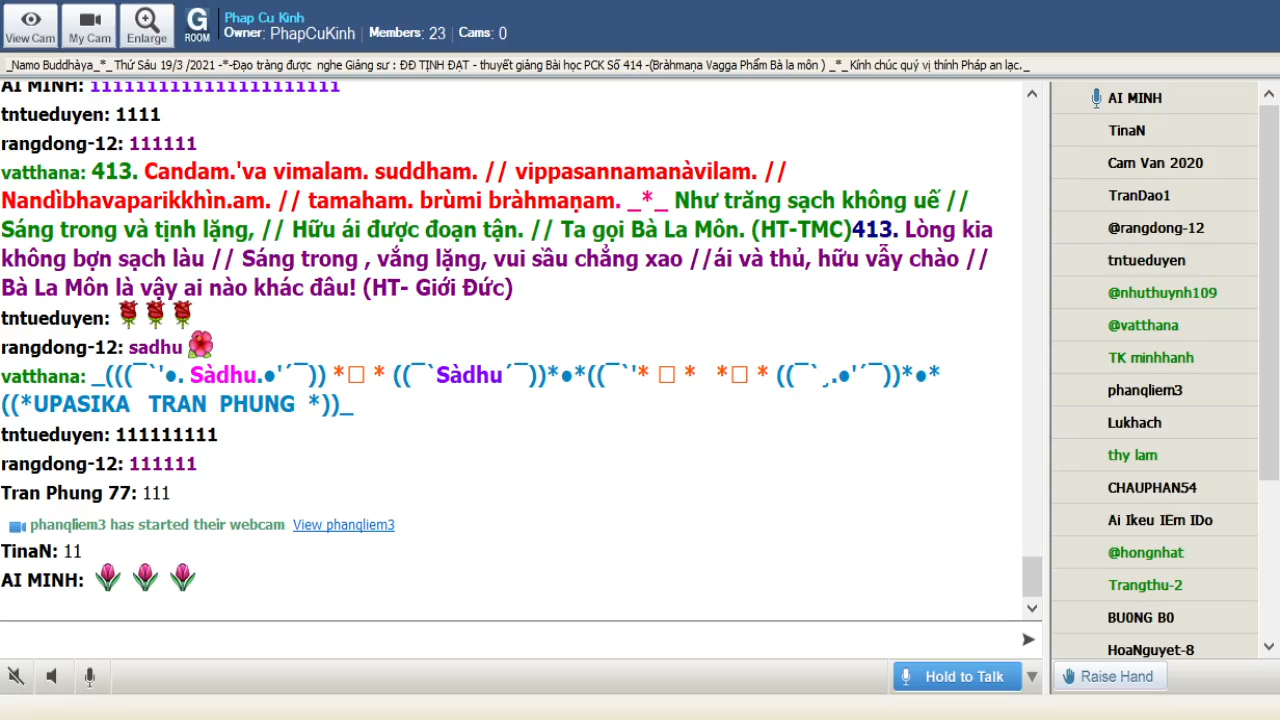 View Cam
My Cam
Enlarge
G
ROOM
Phap Cu Kinh
Owner: PhapCuKinh | Members: 23 | Cams: 0
_Namo Buddhàya_*_ Thứ Sáu 19/3 /2021 -*-Đạo tràng được nghe Giảng sư : ĐĐ TỊNH ĐẠT - thuyết giảng Bài học PCK Số 414 -(Bràhmaṇa Vagga Phẩm Bà la môn ) _*_ Kính chúc quý vị thính Pháp an lạc._
AI MINH: 1111111111111111111111
tntueduyen: 1111
rangdong-12: 111111
vatthana: 413. Candam.'va vimalam. suddham. // vippasannamanàvilam. //
Nandìbhavaparikkhìn.am. // tamaham. brùmi bràhmaṇam. _*_ Như trăng sạch không uế //
Sáng trong và tịnh lặng, // Hữu ái được đoạn tận. // Ta gọi Bà La Môn. (HT-TMC)413. Lòng kia
không bợn sạch làu // Sáng trong , vắng lặng, vui sầu chẳng xao //ái và thủ, hữu vẫy chào //
Bà La Môn là vậy ai nào khác đâu! (HT- Giới Đức)
tntueduyen:
rangdong-12: sadhu
vatthana: _(((¯`'●. Sàdhu.●'´¯)) *□ * ((¯`Sàdhu´¯))*●*((¯`'* □ * *□ * ((¯`¸.●'´¯))*●*
((*UPASIKA TRAN PHUNG *))_
tntueduyen: 111111111
rangdong-12: 111111
Tran Phung 77: 111
phanqliem3 has started their webcam View phanqliem3
TinaN: 11
AI MINH:
Hold to Talk
AI MINH
TinaN
Cam Van 2020
TranDao1
@rangdong-12
tntueduyen
@nhuthuynh109
@vatthana
TK minhhanh
phanqliem3
Lukhach
thy lam
CHAUPHAN54
Ai Ikeu IEm IDo
@hongnhat
Trangthu-2
BU0NG B0
HoaNguyet-8
Raise Hand